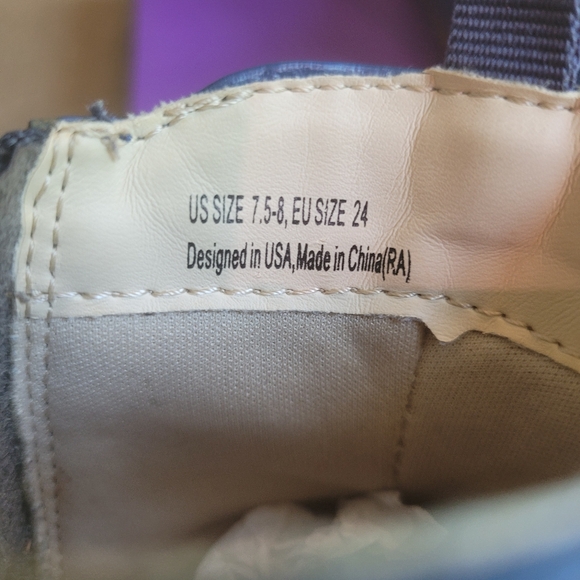 US SIZE 7.5-8, EU SIZE 24
Designed in USA,Made in China(RA)